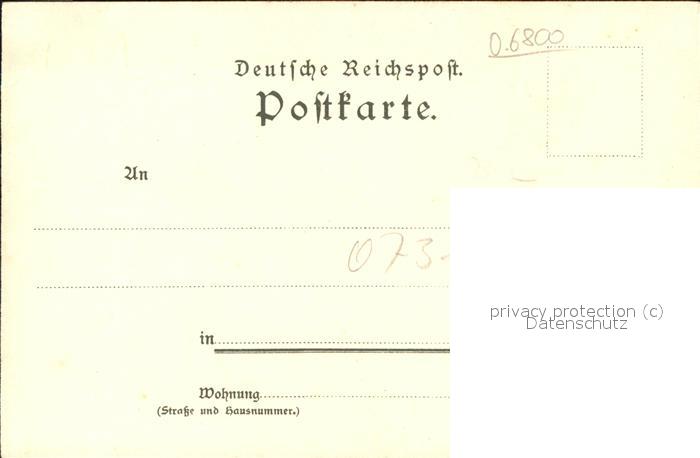 0.6800
Deutſche Reichspoſt.
Poſtkarte.
An
073-
privacy protection (c)
Datenschutz
in
Wohnung
(Straße und Hausnummer.)